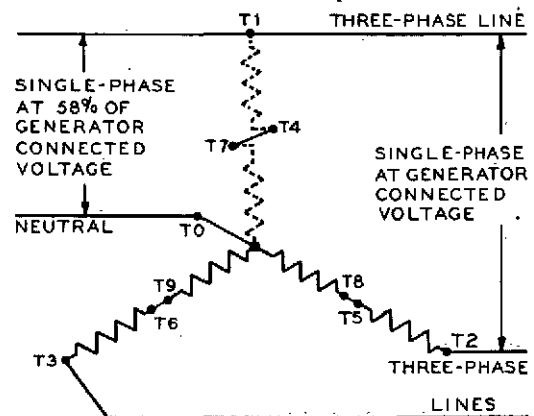 T1
THREE-PHASE LINE
SINGLE-PHASE
AT 58% OF
GENERATOR
CONNECTED
VOLTAGE
T4
T7
SINGLE-PHASE
AT GENERATOR
CONNECTED
VOLTAGE
NEUTRAL
T0
T9
T8
T6
T5
T3
T2
THREE-PHASE
LINES